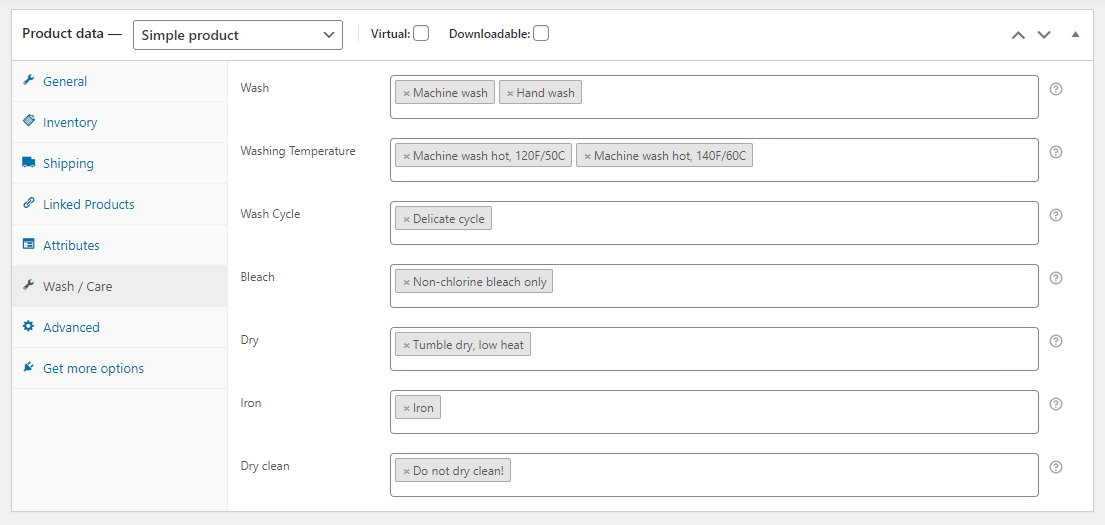 Product data — Simple product Virtual: Downloadable:
General
Inventory
Shipping
Linked Products
Attributes
Wash / Care
Advanced
Get more options
Wash × Machine wash × Hand wash
Washing Temperature × Machine wash hot, 120F/50C × Machine wash hot, 140F/60C
Wash Cycle × Delicate cycle
Bleach × Non-chlorine bleach only
Dry × Tumble dry, low heat
Iron × Iron
Dry clean × Do not dry clean!